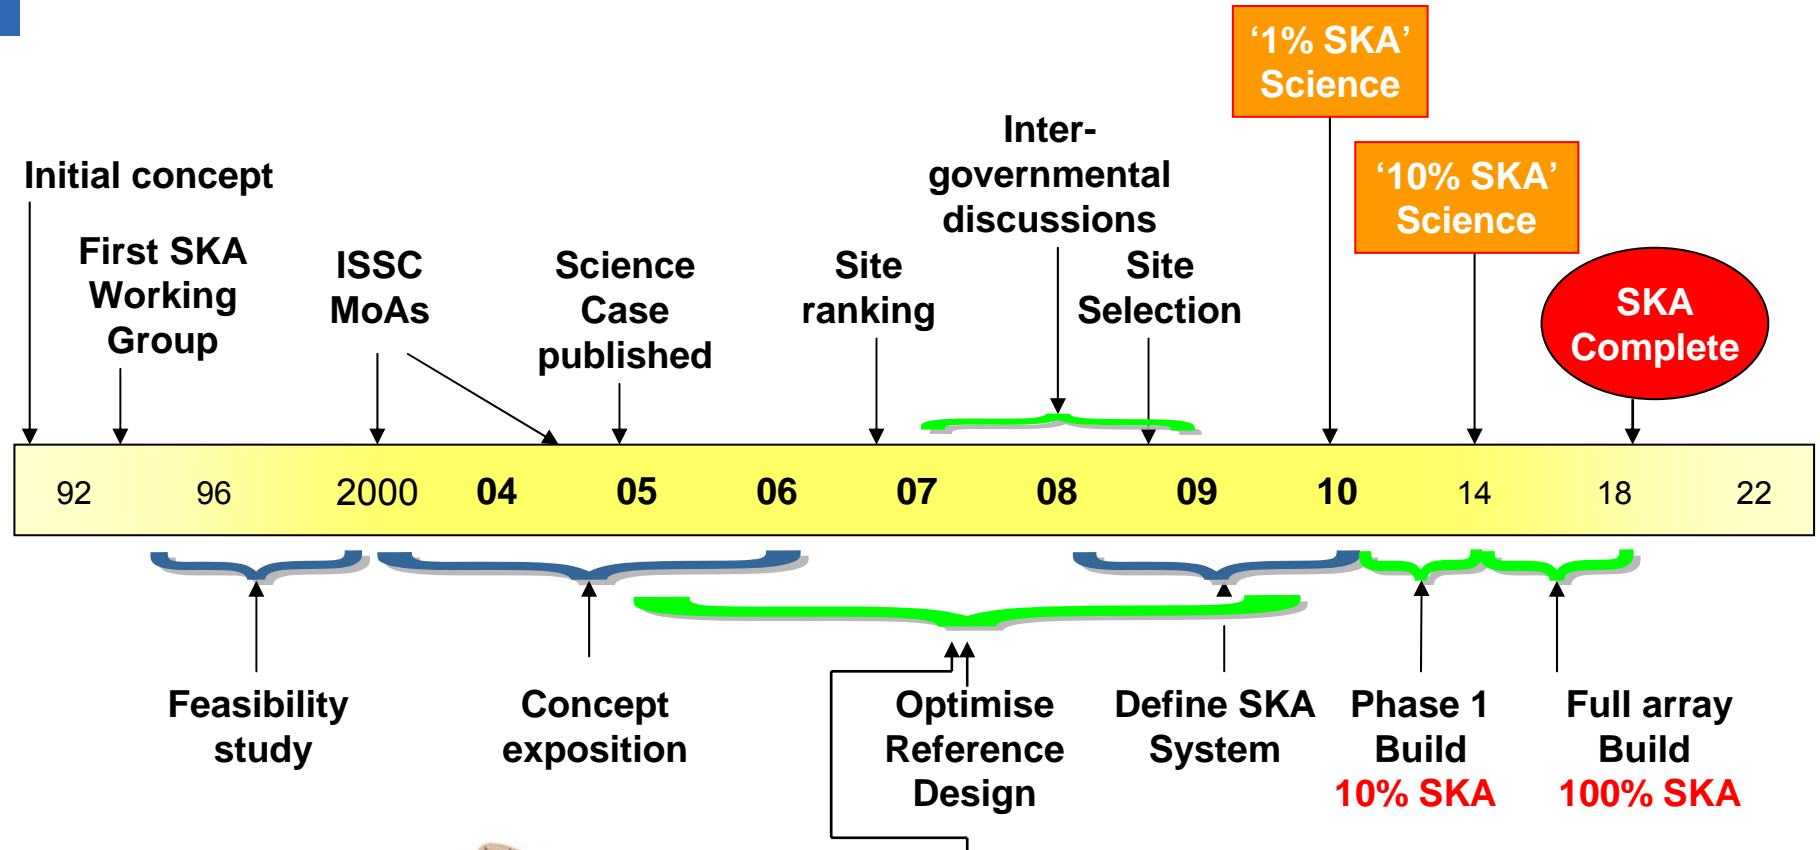 ‘1% SKA’
Science
Inter-
governmental
discussions
‘10% SKA’
Science
Initial concept
First SKA
Working
Group
ISSC
MoAs
Science
Case
published
Site
ranking
Site
Selection
SKA
Complete
92 96 2000 04 05 06 07 08 09 10 14 18 22
Feasibility
study
Concept
exposition
Optimise
Reference
Design
Define SKA
System
Phase 1
Build
10% SKA
Full array
Build
100% SKA